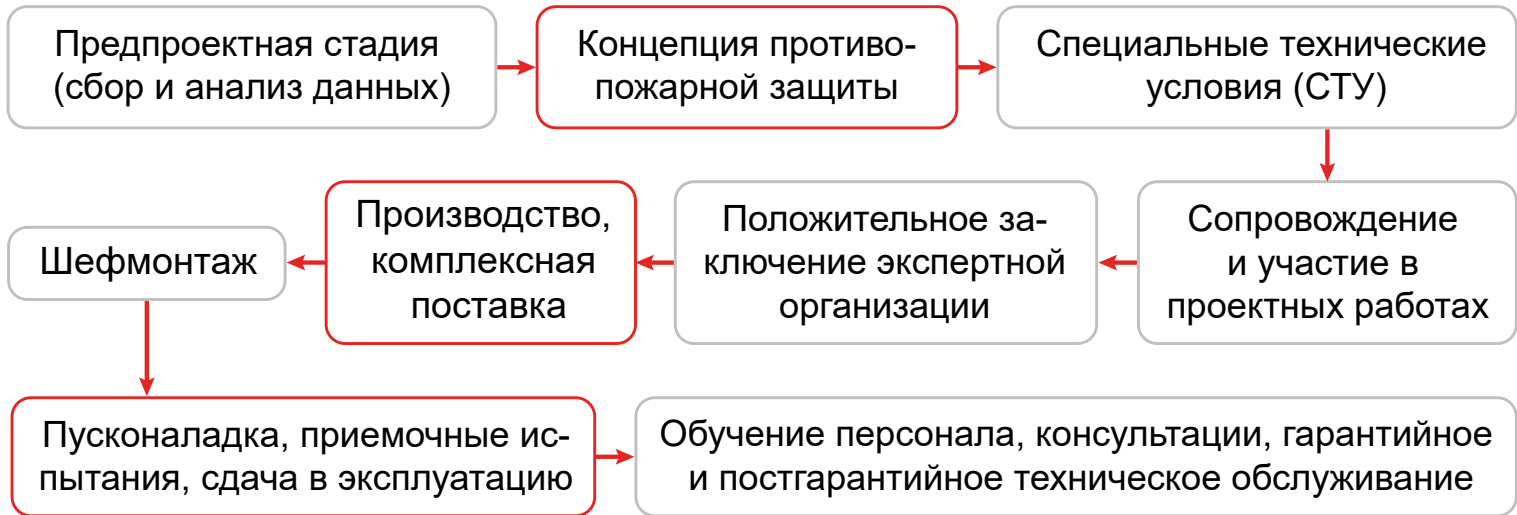 Предпроектная стадия
(сбор и анализ данных)
Концепция противо-
пожарной защиты
Специальные технические
условия (СТУ)
Сопровождение
и участие в
проектных работах
Положительное за-
ключение экспертной
организации
Производство,
комплексная
поставка
Шефмонтаж
Пусконаладка, приемочные ис-
пытания, сдача в эксплуатацию
Обучение персонала, консультации, гарантийное
и постгарантийное техническое обслуживание